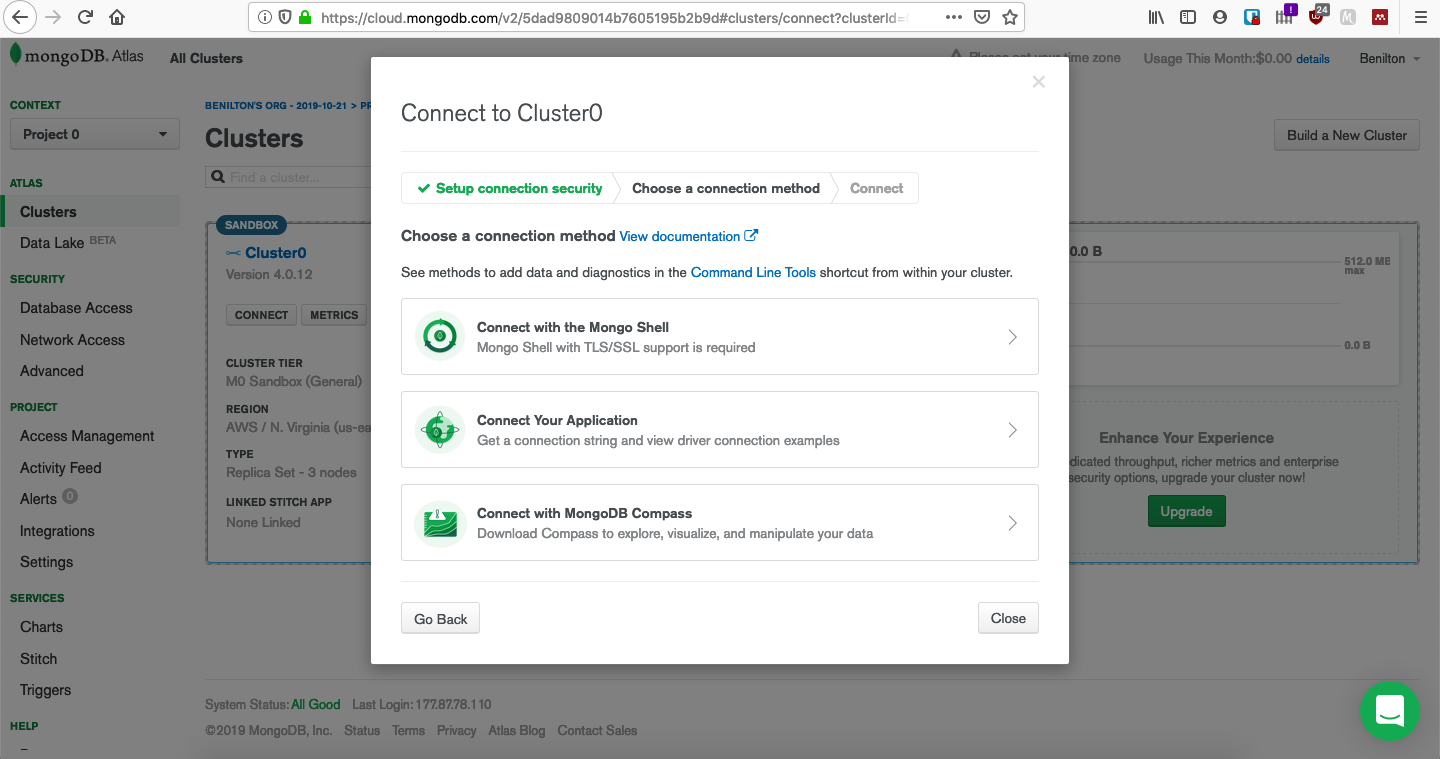 https://cloud.mongodb.com/v2/5dad9809014b7605195b2b9d#clusters/connect?clusterId=
!
24
mongoDB. Atlas
All Clusters
Please set your time zone
Usage This Month:$0.00 details
Benilton
CONTEXT
Project 0
ATLAS
Clusters
Data Lake BETA
SECURITY
Database Access
Network Access
Advanced
PROJECT
Access Management
Activity Feed
Alerts 0
Integrations
Settings
SERVICES
Charts
Stitch
Triggers
HELP
BENILTON'S ORG - 2019-10-21 > PR
Clusters
Build a New Cluster
Find a cluster...
SANDBOX
Cluster0
Version 4.0.12
CONNECT
METRICS
CLUSTER TIER
M0 Sandbox (General)
REGION
AWS / N. Virginia (us-ea
TYPE
Replica Set - 3 nodes
LINKED STITCH APP
None Linked
Connect to Cluster0
Setup connection security
Choose a connection method
Connect
Choose a connection method View documentation
See methods to add data and diagnostics in the Command Line Tools shortcut from within your cluster.
Connect with the Mongo Shell
Mongo Shell with TLS/SSL support is required
Connect Your Application
Get a connection string and view driver connection examples
Connect with MongoDB Compass
Download Compass to explore, visualize, and manipulate your data
Go Back
Close
0.0 B
512.0 MB
max
0.0 B
Enhance Your Experience
dicated throughput, richer metrics and enterprise
security options, upgrade your cluster now!
Upgrade
System Status: All Good Last Login: 177.87.78.110
©2019 MongoDB, Inc. Status Terms Privacy Atlas Blog Contact Sales